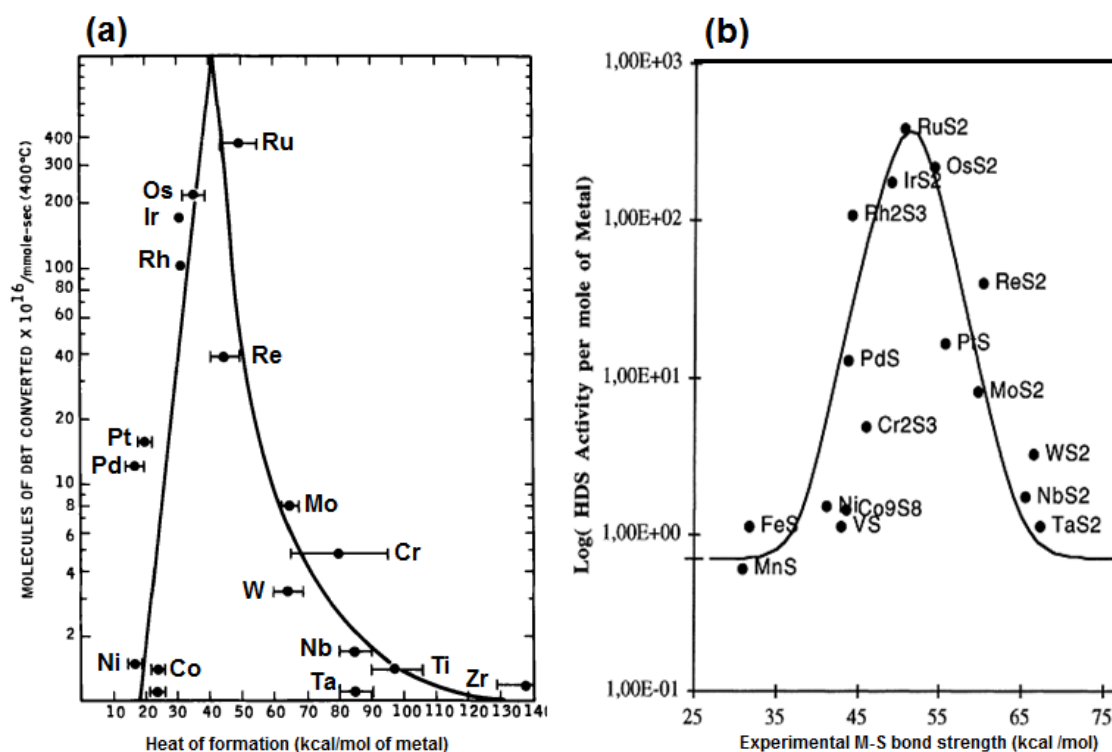 (a)
MOLECULES OF DBT CONVERTED X 10^16/mmole-sec (400°C)
400
300
200
100
80
60
40
20
10
8
6
4
2
Ru
Os
Ir
Rh
Re
Pt
Pd
Mo
Cr
W
Nb
Ti
Zr
Ni
Co
Ta
10 20 30 40 50 60 70 80 90 100 110 120 130 140
Heat of formation (kcal/mol of metal)
(b)
Log( HDS Activity per mole of Metal)
1,00E+03
1,00E+02
1,00E+01
1,00E+00
1,00E-01
RuS2
OsS2
IrS2
Rh2S3
ReS2
PtS
PdS
MoS2
Cr2S3
WS2
NbS2
Ni Co9S8
FeS
VS
TaS2
MnS
25 35 45 55 65 75
Experimental M-S bond strength (kcal /mol)